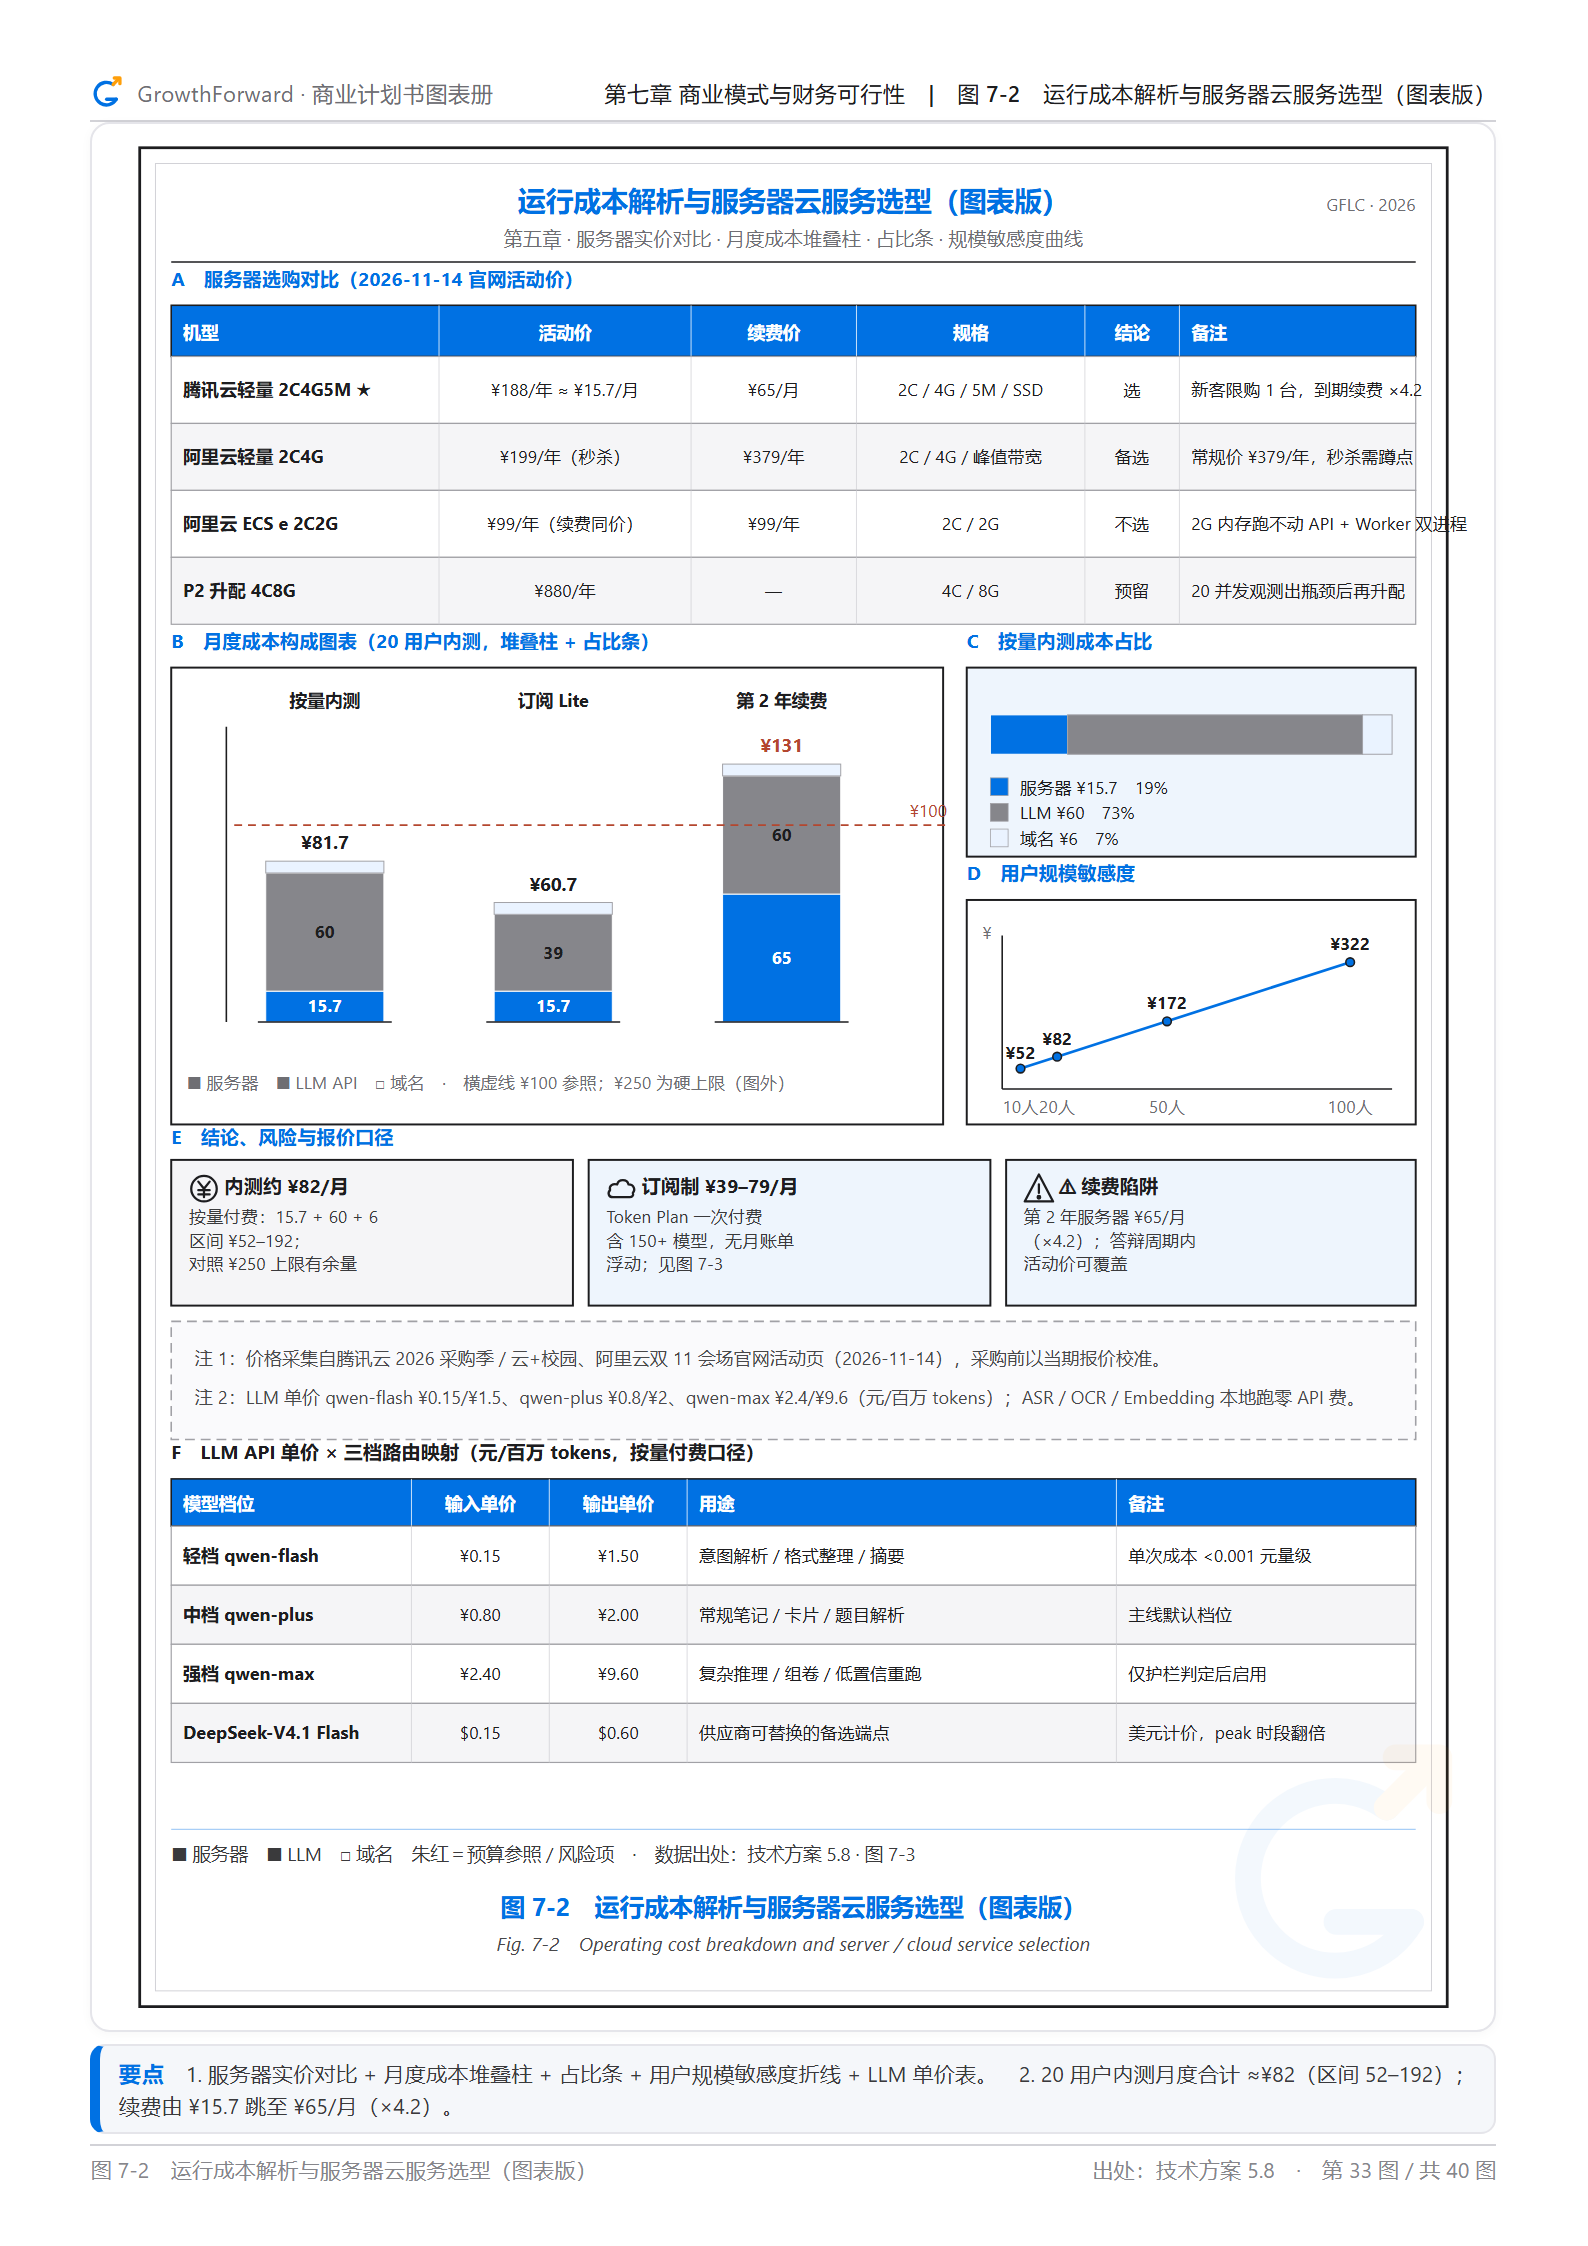 GrowthForward · 商业计划书图表册
第七章 商业模式与财务可行性 | 图 7-2 运行成本解析与服务器云服务选型（图表版）
运行成本解析与服务器云服务选型（图表版）
GFLC · 2026
第五章 · 服务器实价对比 · 月度成本堆叠柱 · 占比条 · 规模敏感度曲线
A 服务器选购对比（2026-11-14 官网活动价）
机型 活动价 续费价 规格 结论 备注
腾讯云轻量 2C4G5M ★ ¥188/年 ≈ ¥15.7/月 ¥65/月 2C / 4G / 5M / SSD 选 新客限购 1 台，到期续费 ×4.2
阿里云轻量 2C4G ¥199/年（秒杀） ¥379/年 2C / 4G / 峰值带宽 备选 常规价 ¥379/年，秒杀需蹲点
阿里云 ECS e 2C2G ¥99/年（续费同价） ¥99/年 2C / 2G 不选 2G 内存跑不动 API + Worker 双进程
P2 升配 4C8G ¥880/年 — 4C / 8G 预留 20 并发观测出瓶颈后再升配
B 月度成本构成图表（20 用户内测，堆叠柱 + 占比条）
按量内测 订阅 Lite 第 2 年续费
¥131
¥100
¥81.7
60
¥60.7
60
39
65
15.7
15.7
■ 服务器 ■ LLM API □ 域名 · 横虚线 ¥100 参照；¥250 为硬上限（图外）
C 按量内测成本占比
服务器 ¥15.7 19%
LLM ¥60 73%
域名 ¥6 7%
D 用户规模敏感度
¥
¥322
¥172
¥82
¥52
10人 20人 50人 100人
E 结论、风险与报价口径
内测约 ¥82/月
按量付费：15.7 + 60 + 6
区间 ¥52–192；
对照 ¥250 上限有余量
订阅制 ¥39–79/月
Token Plan 一次付费
含 150+ 模型，无月账单
浮动；见图 7-3
⚠ 续费陷阱
第 2 年服务器 ¥65/月
（×4.2）；答辩周期内
活动价可覆盖
注 1：价格采集自腾讯云 2026 采购季 / 云+校园、阿里云双 11 会场官网活动页（2026-11-14），采购前以当期报价校准。
注 2：LLM 单价 qwen-flash ¥0.15/¥1.5、qwen-plus ¥0.8/¥2、qwen-max ¥2.4/¥9.6（元/百万 tokens）；ASR / OCR / Embedding 本地跑零 API 费。
F LLM API 单价 × 三档路由映射（元/百万 tokens，按量付费口径）
模型档位 输入单价 输出单价 用途 备注
轻档 qwen-flash ¥0.15 ¥1.50 意图解析 / 格式整理 / 摘要 单次成本 <0.001 元量级
中档 qwen-plus ¥0.80 ¥2.00 常规笔记 / 卡片 / 题目解析 主线默认档位
强档 qwen-max ¥2.40 ¥9.60 复杂推理 / 组卷 / 低置信重跑 仅护栏判定后启用
DeepSeek-V4.1 Flash $0.15 $0.60 供应商可替换的备选端点 美元计价，peak 时段翻倍
■ 服务器 ■ LLM □ 域名 朱红 = 预算参照 / 风险项 · 数据出处：技术方案 5.8 · 图 7-3
图 7-2 运行成本解析与服务器云服务选型（图表版）
Fig. 7-2 Operating cost breakdown and server / cloud service selection
要点 1. 服务器实价对比 + 月度成本堆叠柱 + 占比条 + 用户规模敏感度折线 + LLM 单价表。 2. 20 用户内测月度合计 ≈¥82（区间 52–192）；
续费由 ¥15.7 跳至 ¥65/月（×4.2）。
图 7-2 运行成本解析与服务器云服务选型（图表版）
出处：技术方案 5.8 · 第 33 图 / 共 40 图